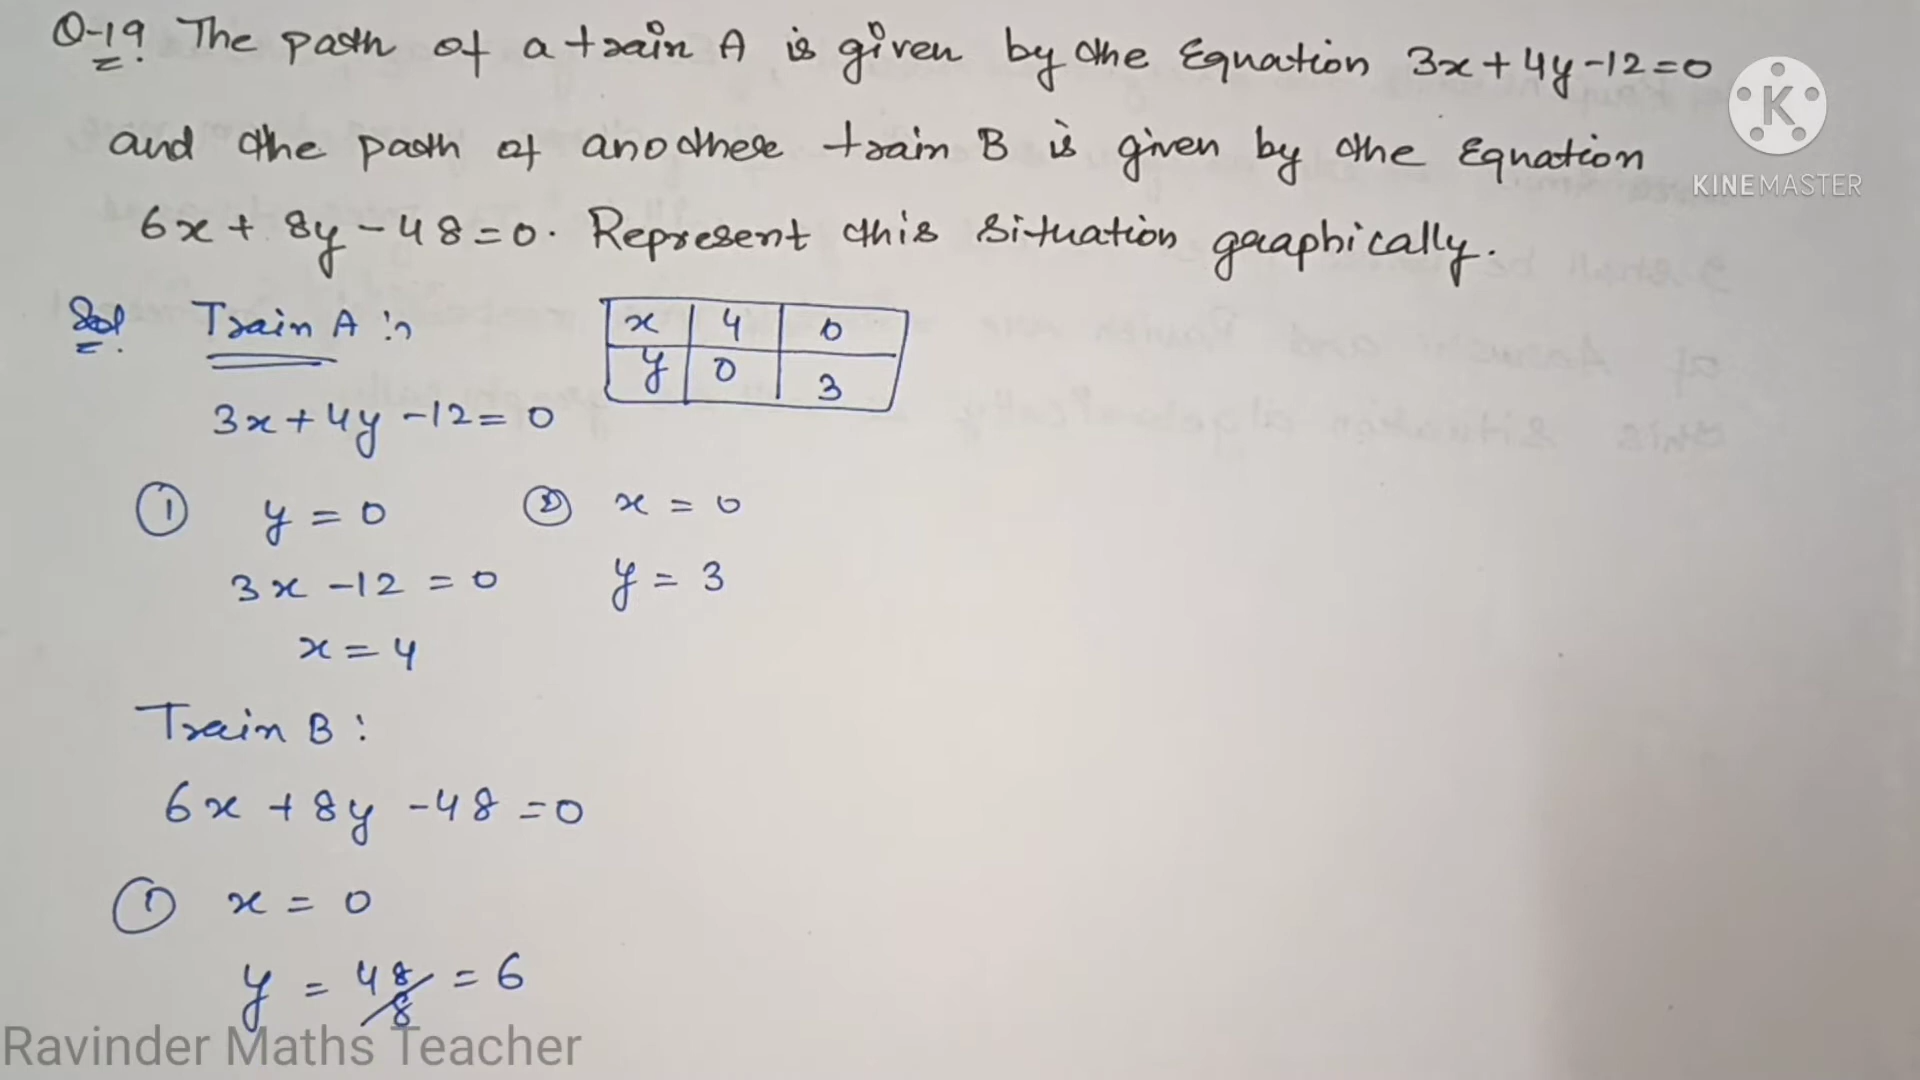 Q-19. The path of a train A is given by the Equation 3x+4y-12=0
and the path of another train B is given by the Equation
6x+8y-48=0. Represent this situation graphically.
K
KINEMASTER
Sol. Train A :-
x 4 0
y 0 3
3x+4y-12=0
① y=0 ② x=0
3x-12=0 y=3
x=4
Train B:
6x+8y-48=0
① x=0
y=48/8=6
Ravinder Maths Teacher